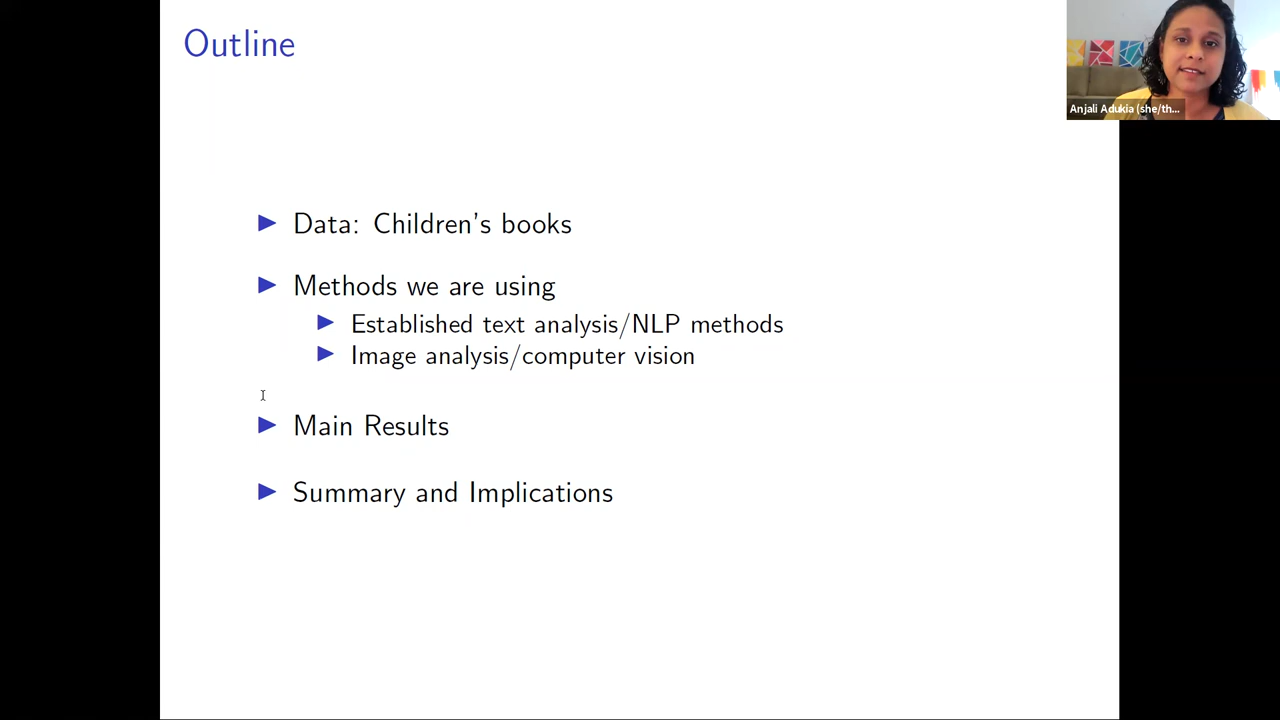 Outline
Anjali Adukia (she/th...
Data: Children's books
Methods we are using
Established text analysis/NLP methods
Image analysis/computer vision
Main Results
Summary and Implications